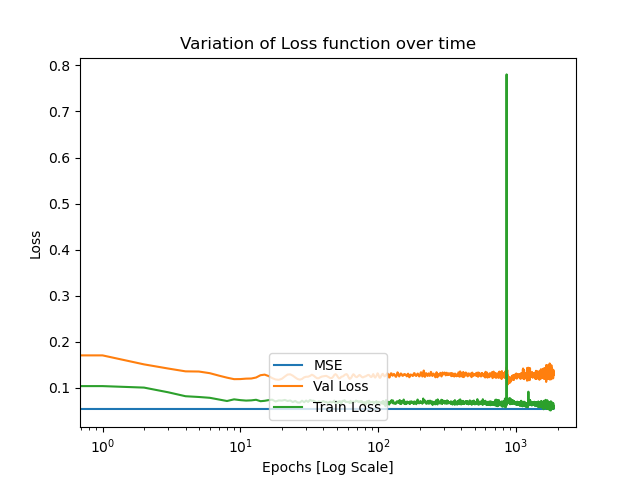 Variation of Loss function over time
0.8
0.7
0.6
0.5
0.4
0.3
0.2
0.1
Loss
MSE
Val Loss
Train Loss
10⁰ 10¹ 10² 10³
Epochs [Log Scale]